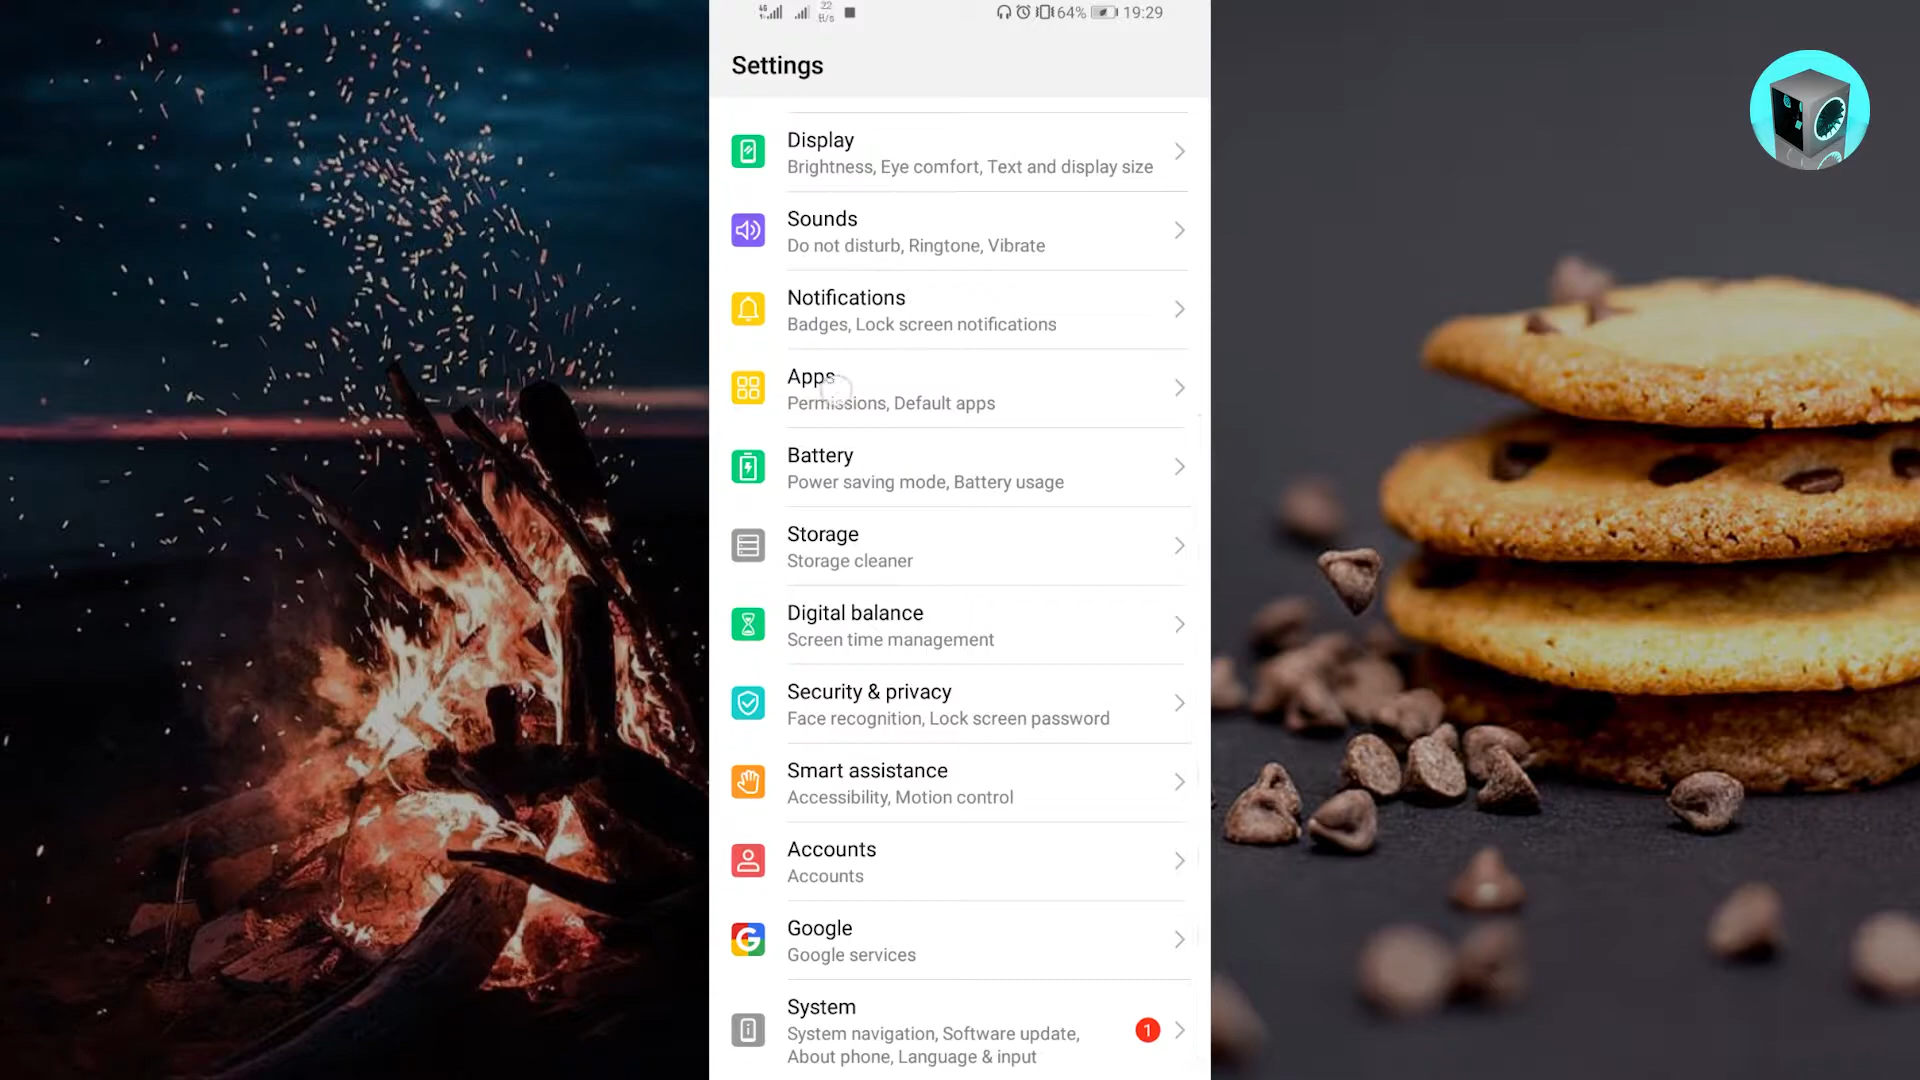 4G 22 B/s 64% 19:29
Settings
Display
Brightness, Eye comfort, Text and display size
Sounds
Do not disturb, Ringtone, Vibrate
Notifications
Badges, Lock screen notifications
Apps
Permissions, Default apps
Battery
Power saving mode, Battery usage
Storage
Storage cleaner
Digital balance
Screen time management
Security & privacy
Face recognition, Lock screen password
Smart assistance
Accessibility, Motion control
Accounts
Accounts
Google
Google services
System
System navigation, Software update,
About phone, Language & input
1